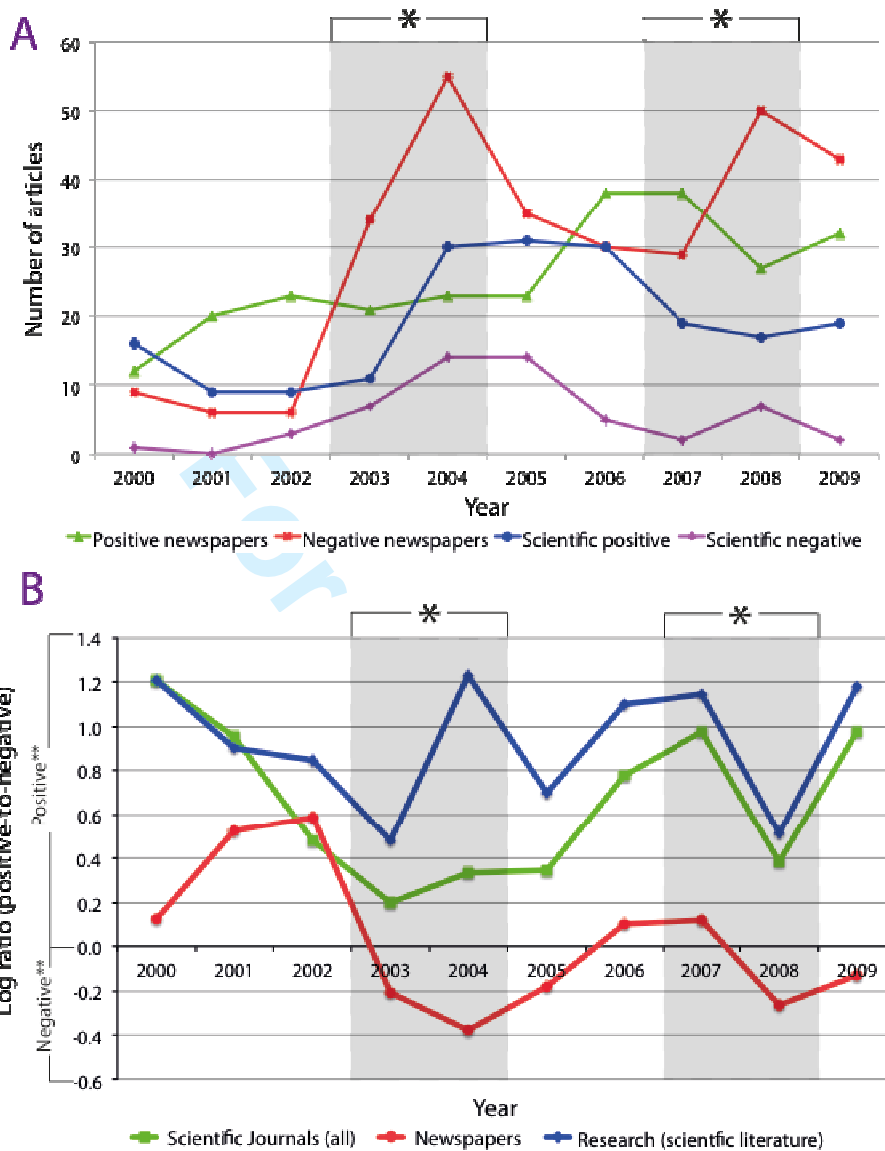 A
*
*
60
50
40
30
20
10
0
Number of articles
2000 2001 2002 2003 2004 2005 2006 2007 2008 2009
Year
Positive newspapers Negative newspapers Scientific positive Scientific negative
For
B
*
*
1.4
1.2
1.0
0.8
0.6
0.4
0.2
0.0
-0.2
-0.4
-0.6
Log ratio (positive-to-negative)
Positive**
Negative**
2000 2001 2002 2003 2004 2005 2006 2007 2008 2009
Year
Scientific Journals (all) Newspapers Research (scientfic literature)